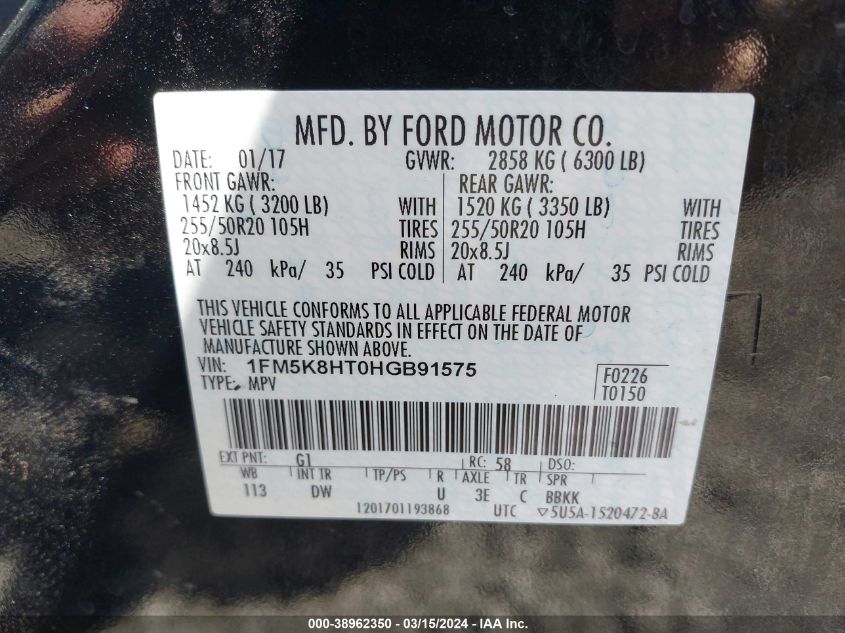 MFD. BY FORD MOTOR CO.
DATE: 01/17 GVWR: 2858 KG ( 6300 LB)
FRONT GAWR: REAR GAWR:
1452 KG ( 3200 LB) WITH 1520 KG ( 3350 LB) WITH
255/50R20 105H TIRES 255/50R20 105H TIRES
20x8.5J RIMS 20x8.5J RIMS
AT 240 kPa/ 35 PSI COLD AT 240 kPa/ 35 PSI COLD
THIS VEHICLE CONFORMS TO ALL APPLICABLE FEDERAL MOTOR
VEHICLE SAFETY STANDARDS IN EFFECT ON THE DATE OF
MANUFACTURE SHOWN ABOVE.
VIN: 1FM5K8HT0HGB91575 F0226
TYPE: MPV T0150
EXT PNT: G1 RC: 58 DSO:
WB INT TR TP/PS R AXLE TR SPR
113 DW U 3E C BBKK
1201701193868 UTC ▽5U5A-1520472-BA
000-38962350 - 03/15/2024 - IAA Inc.